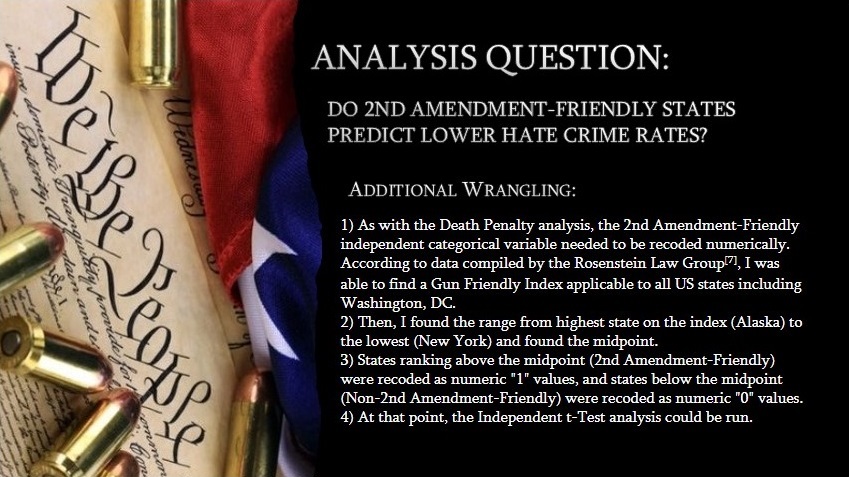 We the People
insure domestic Tranquility, provide for
Posterity,
ANALYSIS QUESTION:
DO 2ND AMENDMENT-FRIENDLY STATES
PREDICT LOWER HATE CRIME RATES?
ADDITIONAL WRANGLING:
1) As with the Death Penalty analysis, the 2nd Amendment-Friendly
independent categorical variable needed to be recoded numerically.
According to data compiled by the Rosenstein Law Group[7], I was
able to find a Gun Friendly Index applicable to all US states including
Washington, DC.
2) Then, I found the range from highest state on the index (Alaska) to
the lowest (New York) and found the midpoint.
3) States ranking above the midpoint (2nd Amendment-Friendly)
were recoded as numeric "1" values, and states below the midpoint
(Non-2nd Amendment-Friendly) were recoded as numeric "0" values.
4) At that point, the Independent t-Test analysis could be run.